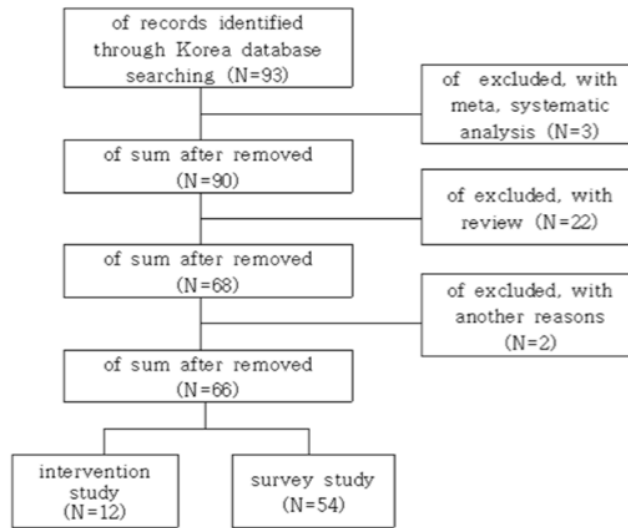 of records identified
through Korea database
searching (N=93)
of excluded, with
meta, systematic
analysis (N=3)
of sum after removed
(N=90)
of excluded, with
review (N=22)
of sum after removed
(N=68)
of excluded, with
another reasons
(N=2)
of sum after removed
(N=66)
intervention
study
(N=12)
survey study
(N=54)